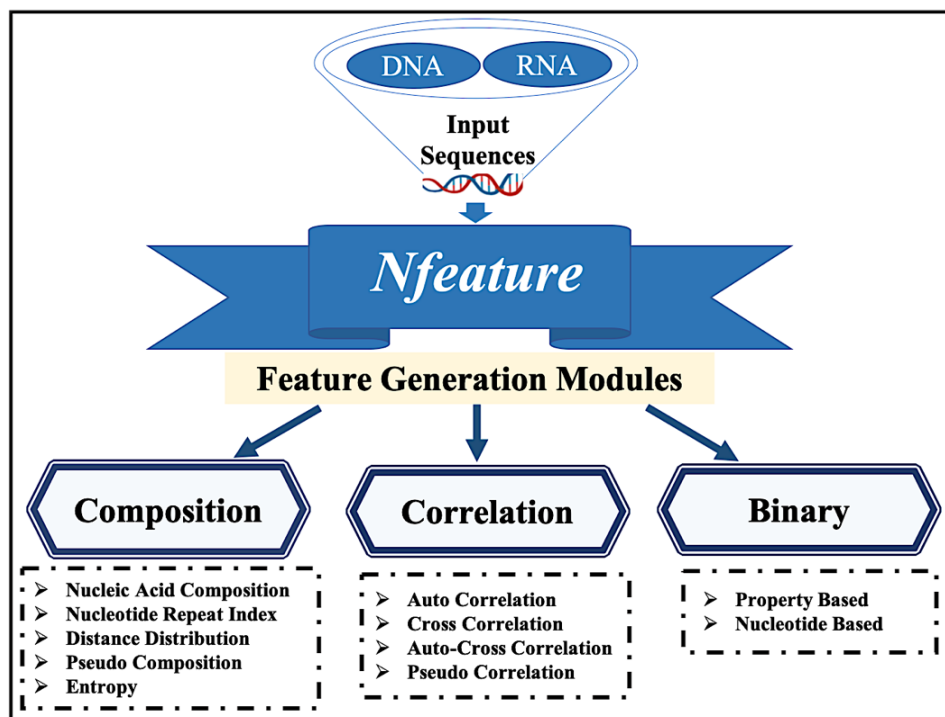 DNA
RNA
Input
Sequences
Nfeature
Feature Generation Modules
Composition
Nucleic Acid Composition
Nucleotide Repeat Index
Distance Distribution
Pseudo Composition
Entropy
Correlation
Auto Correlation
Cross Correlation
Auto-Cross Correlation
Pseudo Correlation
Binary
Property Based
Nucleotide Based